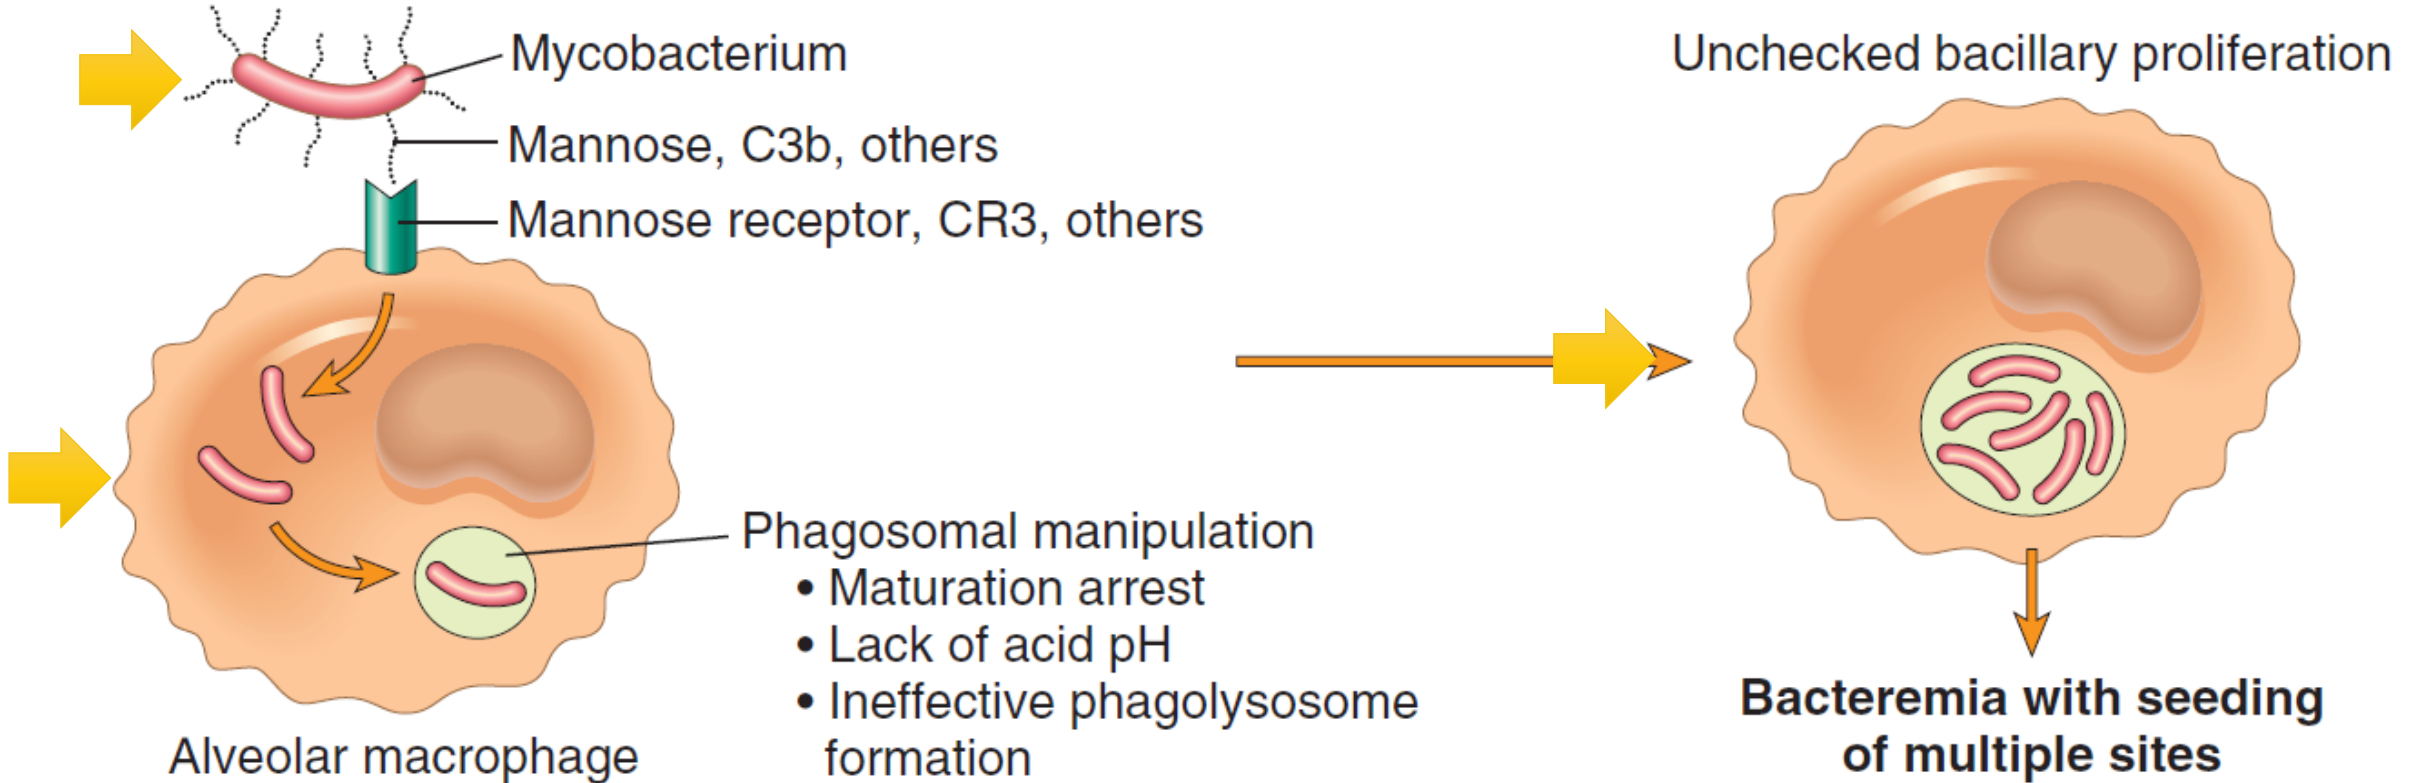 Mycobacterium
Mannose, C3b, others
Mannose receptor, CR3, others
Phagosomal manipulation
• Maturation arrest
• Lack of acid pH
• Ineffective phagolysosome
formation
Alveolar macrophage
Unchecked bacillary proliferation
Bacteremia with seeding
of multiple sites